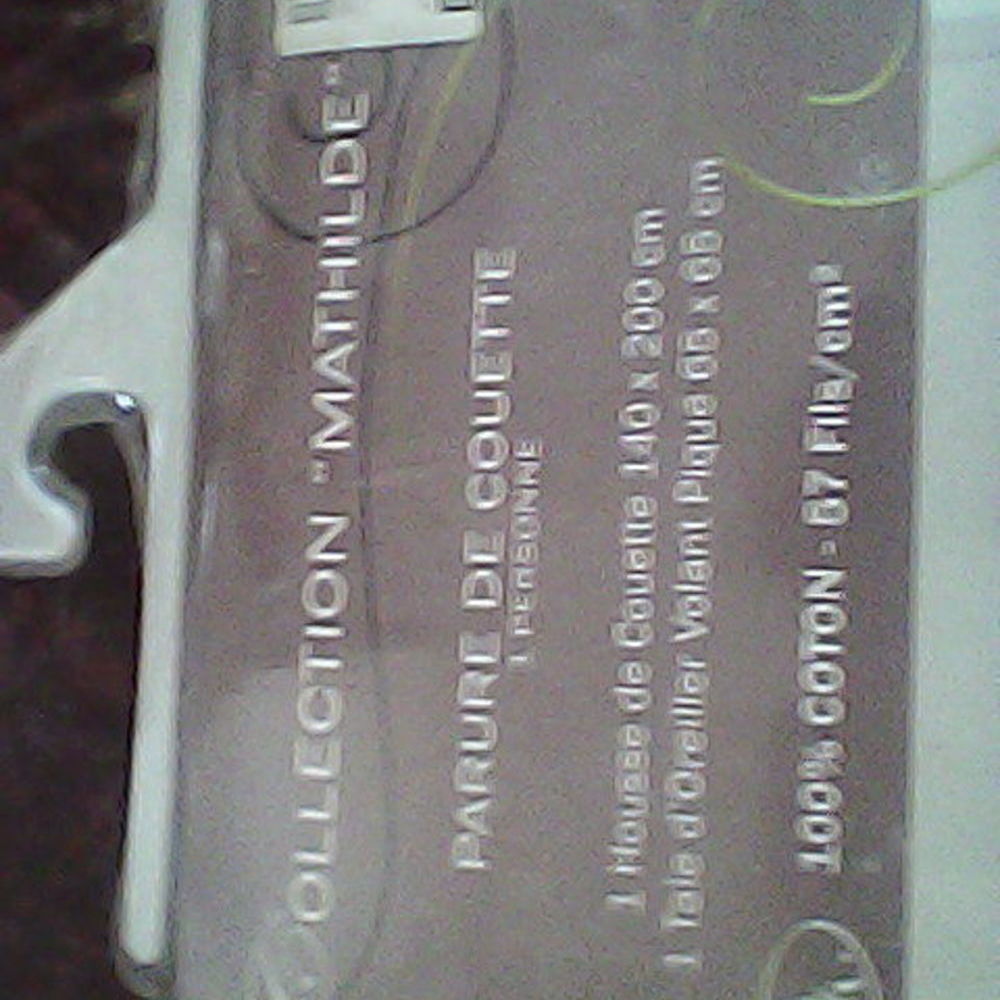 COLLECTION "MATHILDE"
PARURE DE COUETTE
1 PERSONNE
1 Housse de Couette 140 x 200 cm
1 Taie d'Oreiller Volant Piqué 65 x 65 cm
100% COTON - 57 Fils/cm²